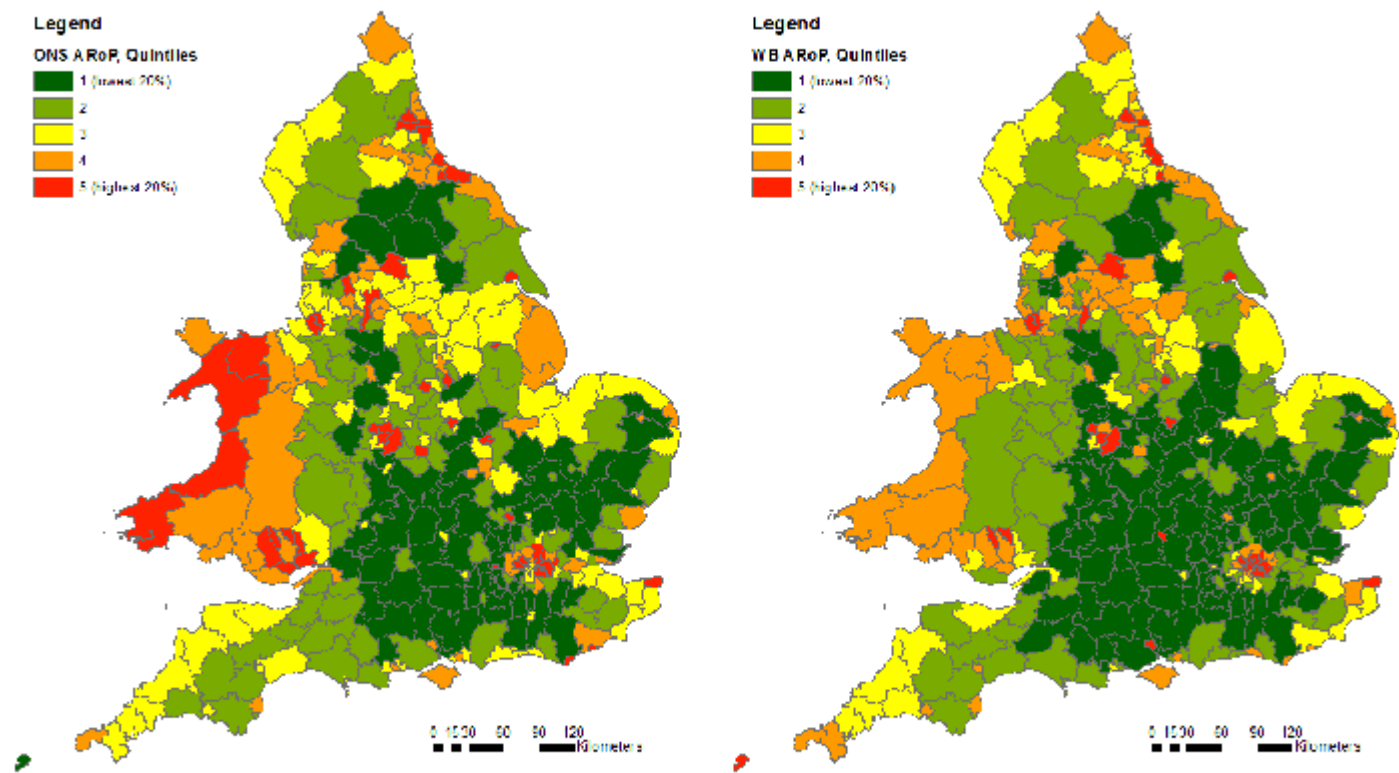 Legend
ONS ARoP, Quintiles
1 (lowest 20%)
2
3
4
5 (highest 20%)
0 15 30 60 90 120
Kilometers
Legend
WB ARoP, Quintiles
1 (lowest 20%)
2
3
4
5 (highest 20%)
0 15 30 60 90 120
Kilometers